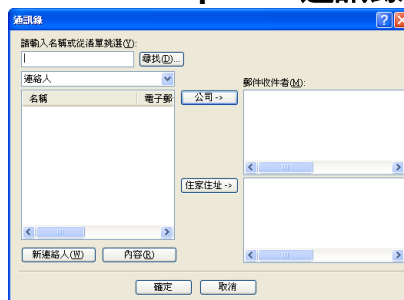 通訊錄
請輸入名稱或從清單挑選(Y):
尋找(D)...
連絡人
名稱 電子郵
公司 ->
郵件收件者(M):
住家住址 ->
新連絡人(W) 內容(R)
確定 取消